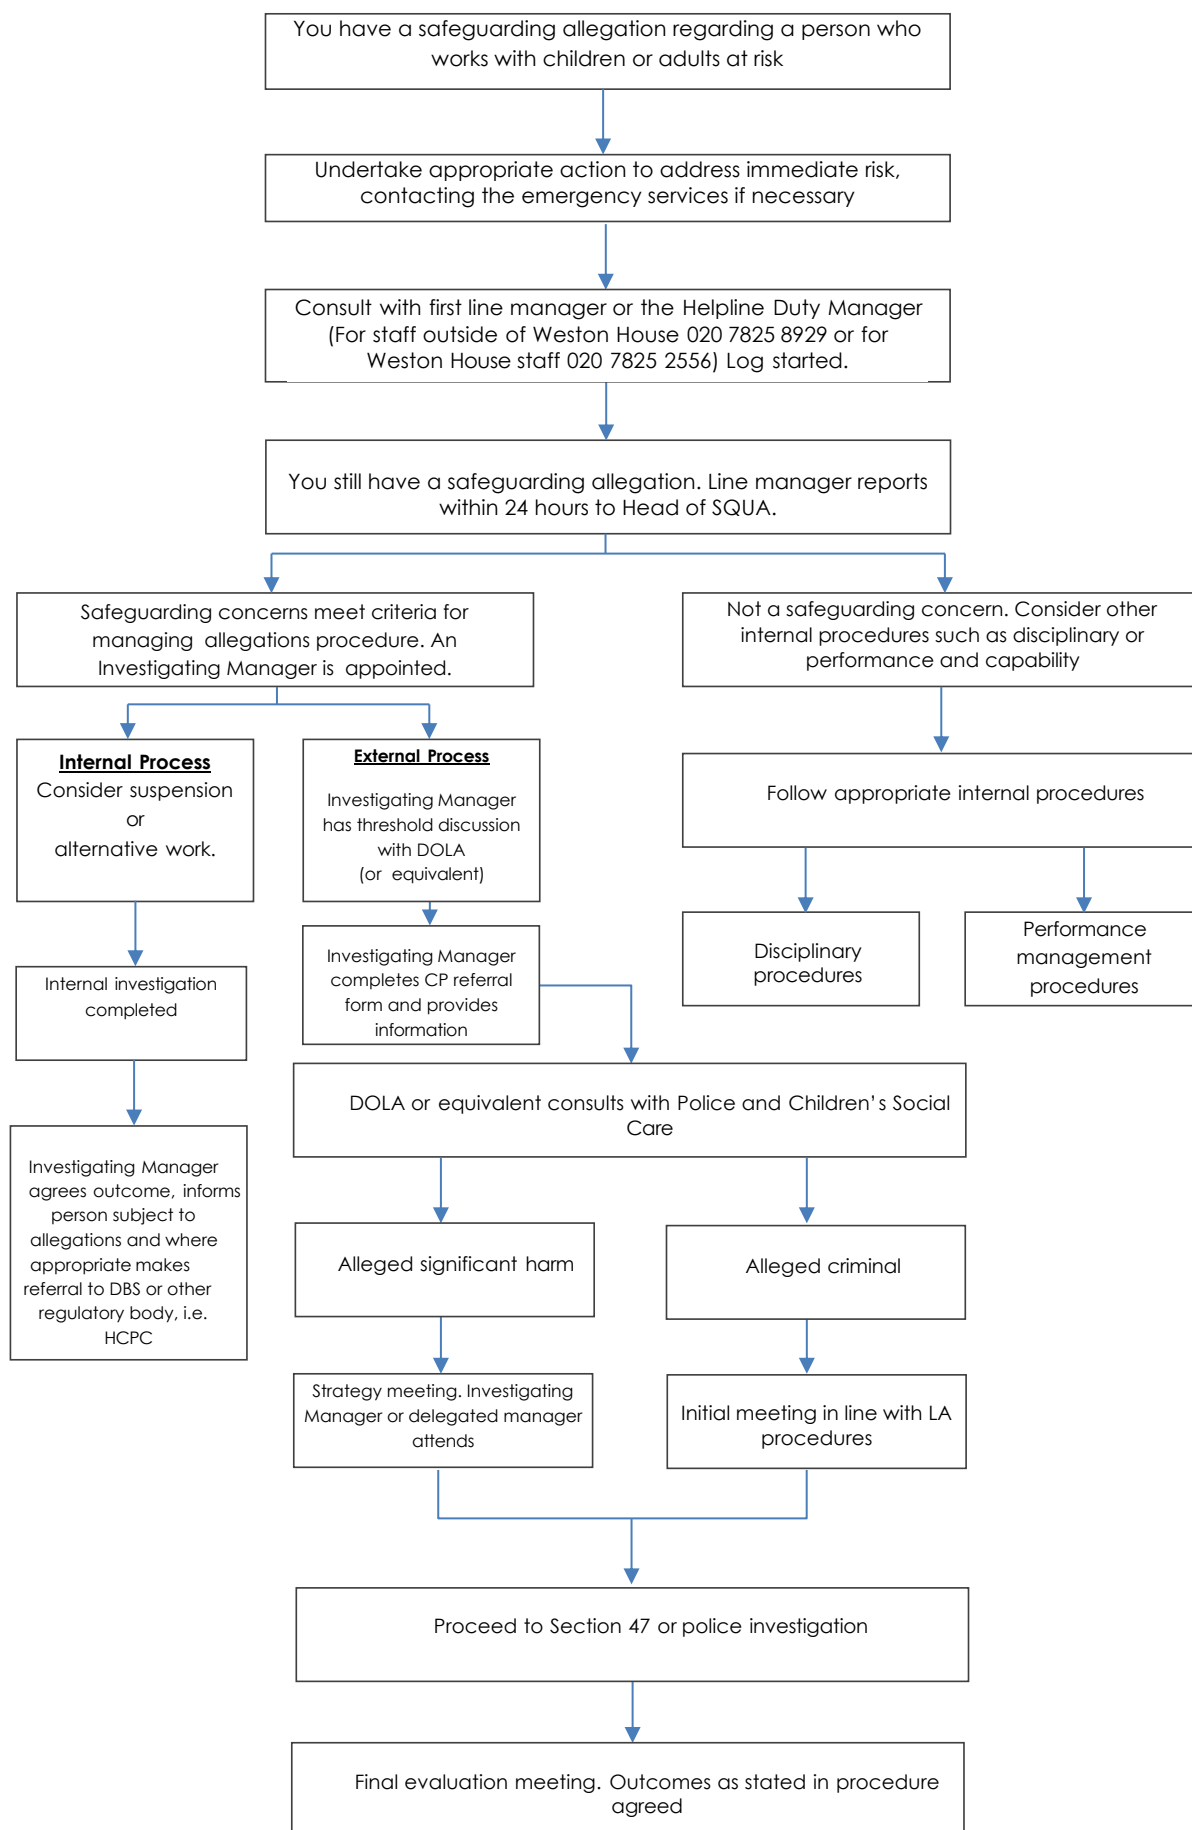 You have a safeguarding allegation regarding a person who
works with children or adults at risk
Undertake appropriate action to address immediate risk,
contacting the emergency services if necessary
Consult with first line manager or the Helpline Duty Manager
(For staff outside of Weston House 020 7825 8929 or for
Weston House staff 020 7825 2556) Log started.
You still have a safeguarding allegation. Line manager reports
within 24 hours to Head of SQUA.
Safeguarding concerns meet criteria for
managing allegations procedure. An
Investigating Manager is appointed.
Not a safeguarding concern. Consider other
internal procedures such as disciplinary or
performance and capability
Internal Process
Consider suspension
or
alternative work.
External Process
Investigating Manager
has threshold discussion
with DOLA
(or equivalent)
Follow appropriate internal procedures
Internal investigation
completed
Investigating Manager
completes CP referral
form and provides
information
Disciplinary
procedures
Performance
management
procedures
DOLA or equivalent consults with Police and Children's Social
Care
Investigating Manager
agrees outcome, informs
person subject to
allegations and where
appropriate makes
referral to DBS or other
regulatory body, i.e.
HCPC
Alleged significant harm
Alleged criminal
Strategy meeting. Investigating
Manager or delegated manager
attends
Initial meeting in line with LA
procedures
Proceed to Section 47 or police investigation
Final evaluation meeting. Outcomes as stated in procedure
agreed